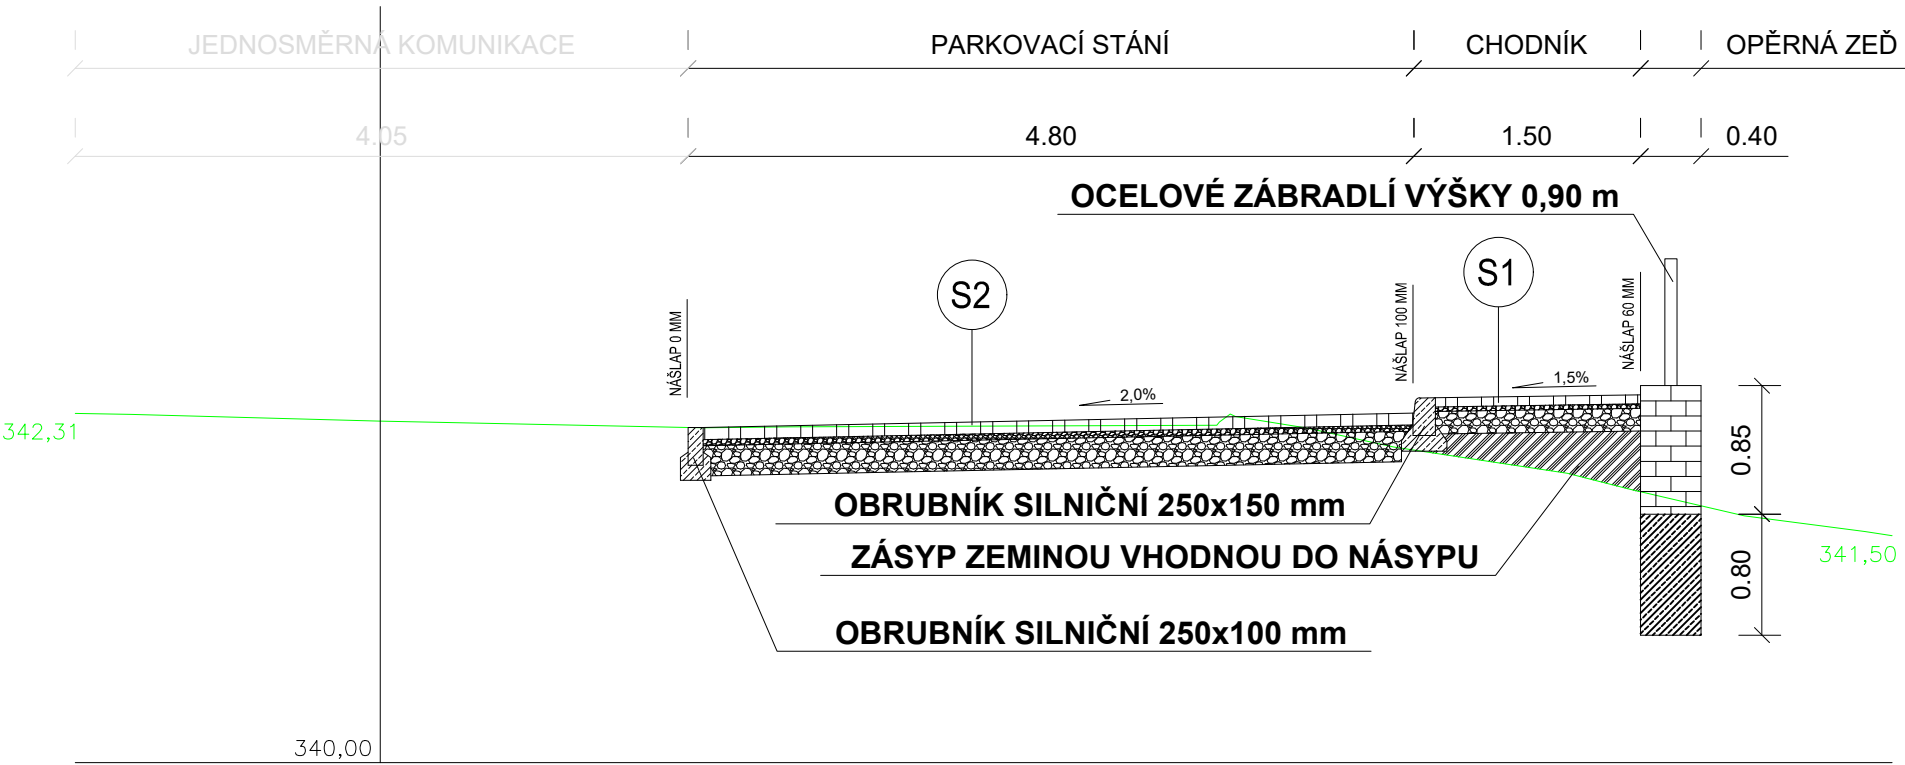 JEDNOSMĚRNÁ KOMUNIKACE
PARKOVACÍ STÁNÍ
CHODNÍK
OPĚRNÁ ZEĎ
4.05
4.80
1.50
0.40
OCELOVÉ ZÁBRADLÍ VÝŠKY 0,90 m
S2
S1
NÁŠLAP 0 MM
NÁŠLAP 100 MM
NÁŠLAP 60 MM
2,0%
1,5%
342,31
0.85
OBRUBNÍK SILNIČNÍ 250x150 mm
ZÁSYP ZEMINOU VHODNOU DO NÁSYPU
341,50
0.80
OBRUBNÍK SILNIČNÍ 250x100 mm
340,00